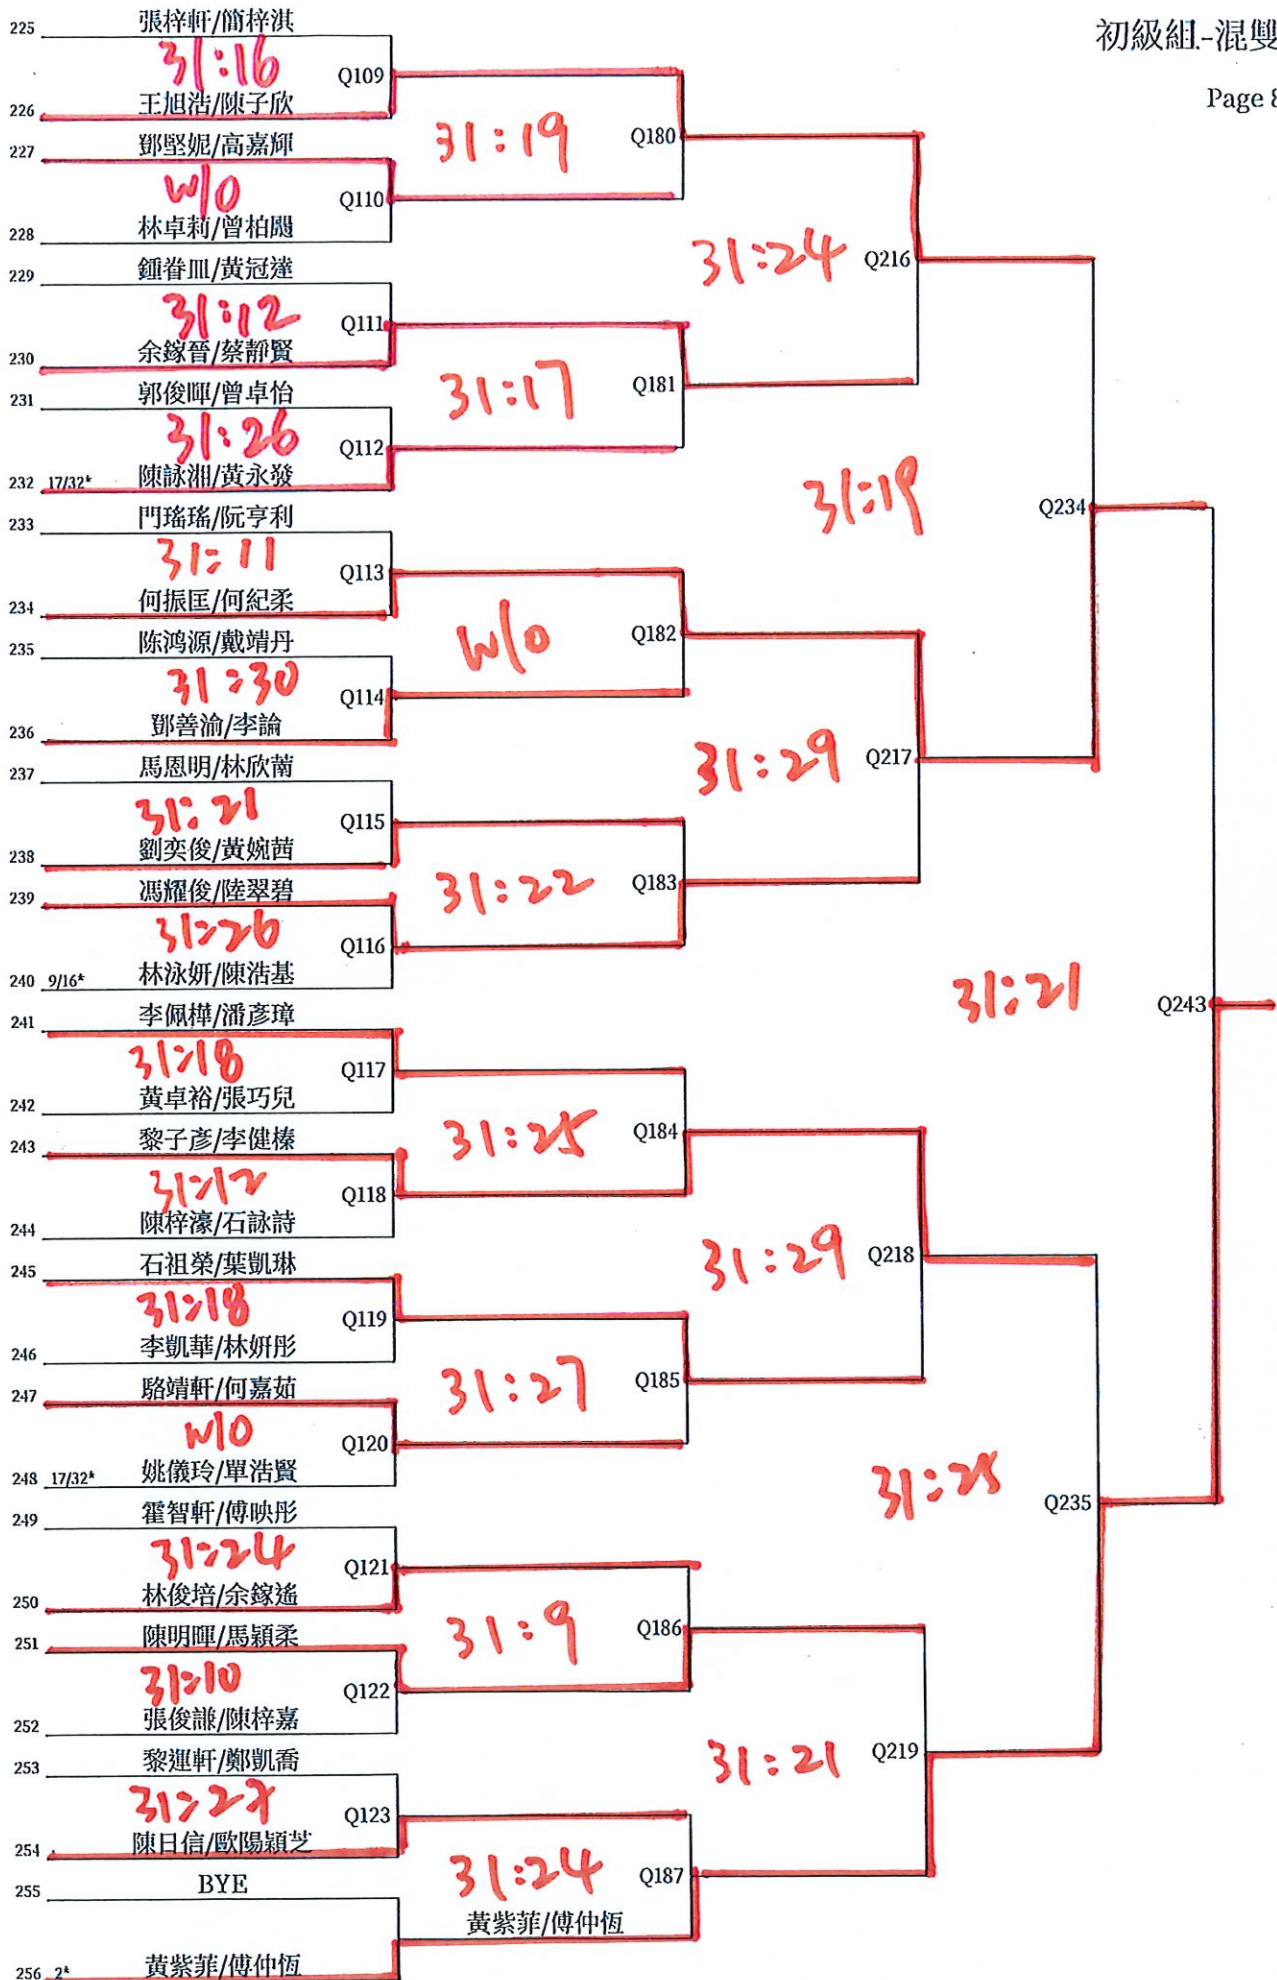 初級組-混雙
Page 8
225 張梓軒/簡梓淇
31:16
Q109
226 王旭浩/陳子欣
31:19
Q180
227 鄧堅妮/高嘉輝
W/O
Q110
228 林卓莉/曾柏颺
31:24
Q216
229 鍾眷皿/黃冠達
31:12
Q111
230 余鎵晉/蔡靜賢
31:17
Q181
231 郭俊暉/曾卓怡
31:26
Q112
232 17/32* 陳詠湘/黃永發
31:19
Q234
233 門瑤瑤/阮亨利
31:11
Q113
234 何振匡/何紀柔
W/O
Q182
235 陈鸿源/戴靖丹
31:30
Q114
236 鄧善渝/李論
31:29
Q217
237 馬恩明/林欣蘭
31:21
Q115
238 劉奕俊/黃婉茜
31:22
Q183
239 馮耀俊/陸翠碧
31:26
Q116
240 9/16* 林泳妍/陳浩基
31:21
Q243
241 李佩樺/潘彥璋
31:18
Q117
242 黃卓裕/張巧兒
31:25
Q184
243 黎子彥/李健榛
31:12
Q118
244 陳梓濠/石詠詩
31:29
Q218
245 石祖榮/葉凱琳
31:18
Q119
246 李凱華/林妍彤
31:27
Q185
247 駱靖軒/何嘉茹
W/O
Q120
248 17/32* 姚儀玲/單浩賢
31:25
Q235
249 霍智軒/傅映彤
31:24
Q121
250 林俊培/余鎵遙
31:9
Q186
251 陳明暉/馬穎柔
31:10
Q122
252 張俊謙/陳梓嘉
31:21
Q219
253 黎運軒/鄭凱喬
Q123
254 陳日信/歐陽穎芝
31:24
Q187
255 BYE
黃紫菲/傅仲恆
256 2* 黃紫菲/傅仲恆